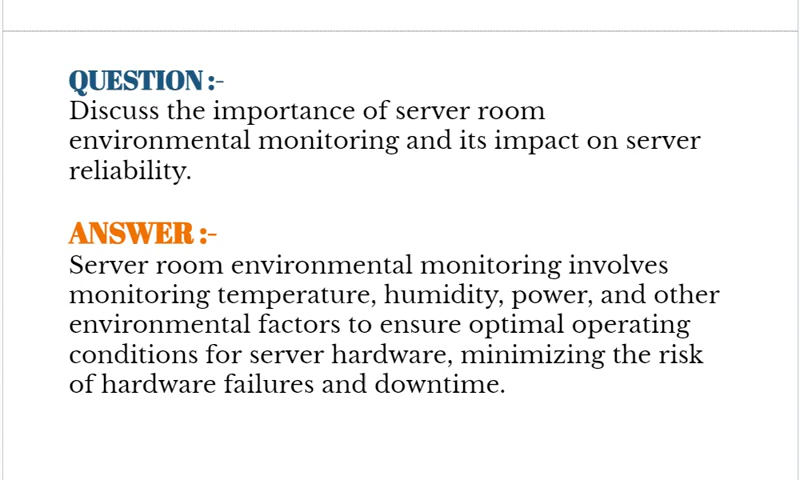 QUESTION :-
Discuss the importance of server room
environmental monitoring and its impact on server
reliability.
ANSWER :-
Server room environmental monitoring involves
monitoring temperature, humidity, power, and other
environmental factors to ensure optimal operating
conditions for server hardware, minimizing the risk
of hardware failures and downtime.